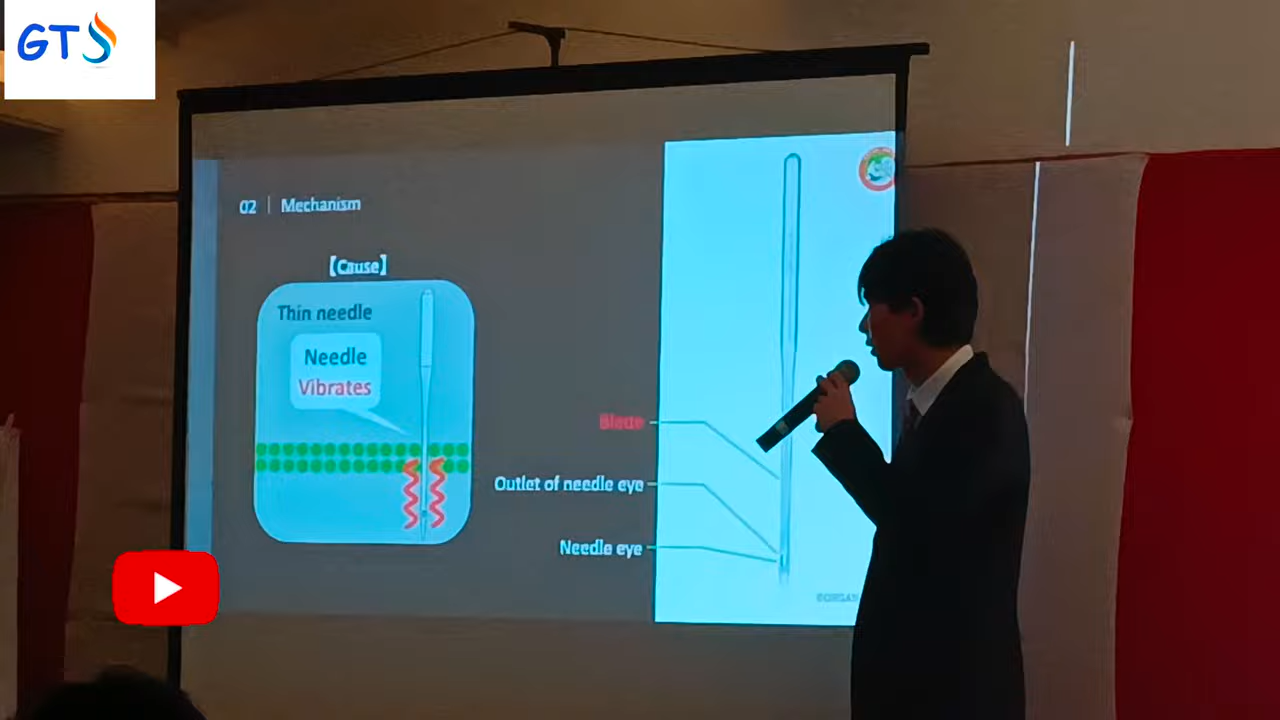 GTS
02 | Mechanism
【Cause】
Thin needle
Needle
Vibrates
Blade
Outlet of needle eye
Needle eye